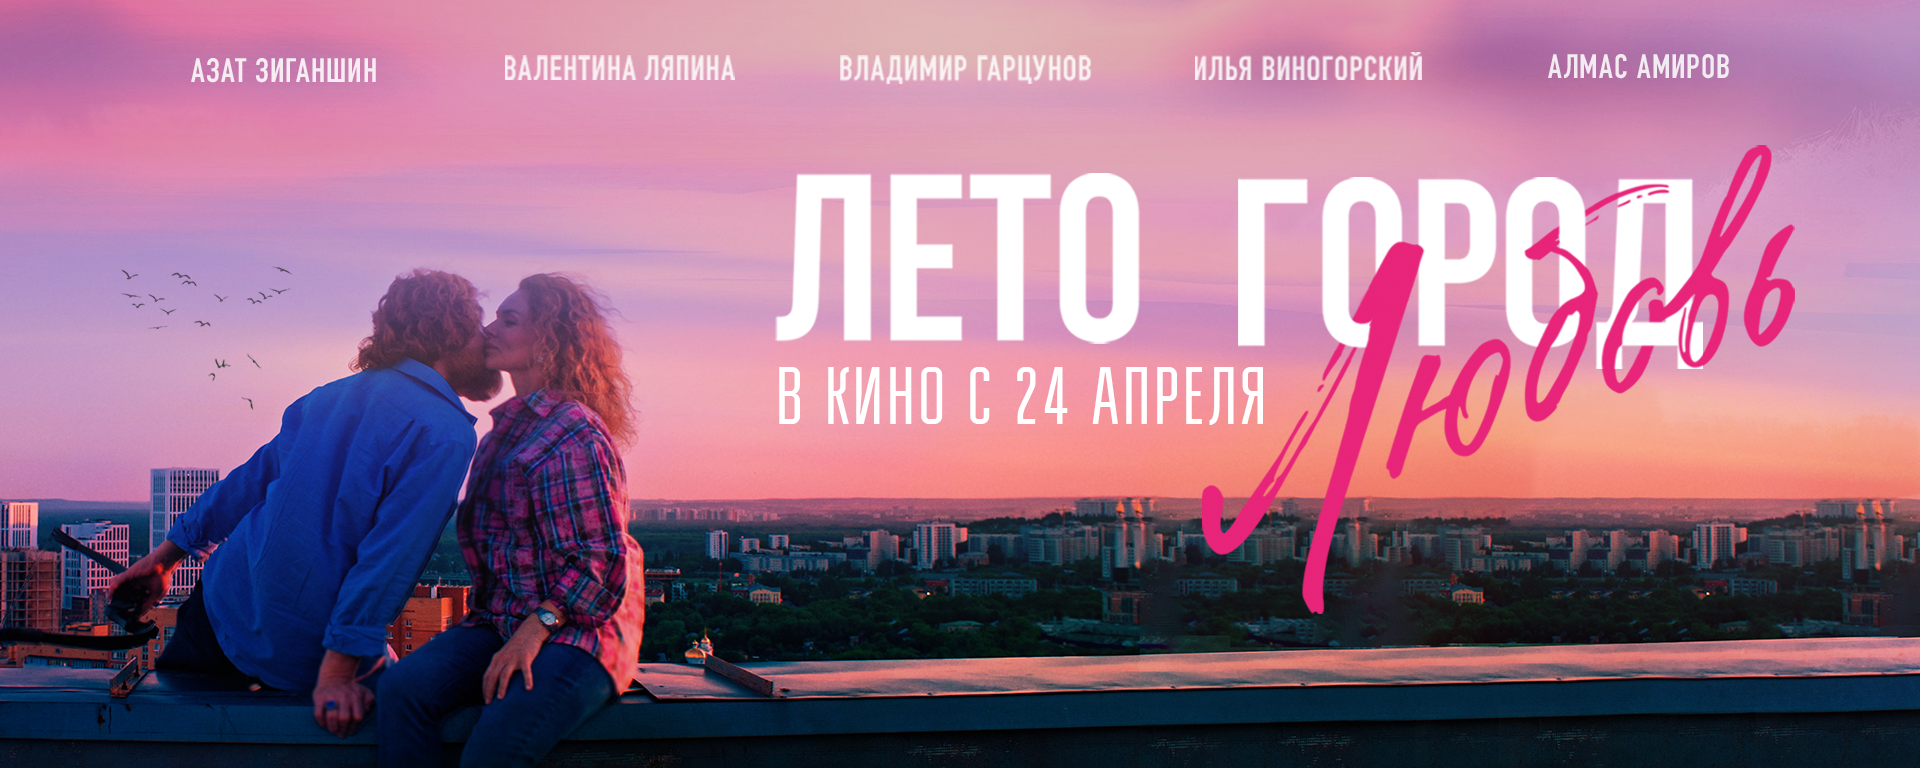 АЗАТ ЗИГАНШИН
ВАЛЕНТИНА ЛЯПИНА
ВЛАДИМИР ГАРЦУНОВ
ИЛЬЯ ВИНОГОРСКИЙ
АЛМАС АМИРОВ
ЛЕТО ГОРОД
Любовь
В КИНО С 24 АПРЕЛЯ